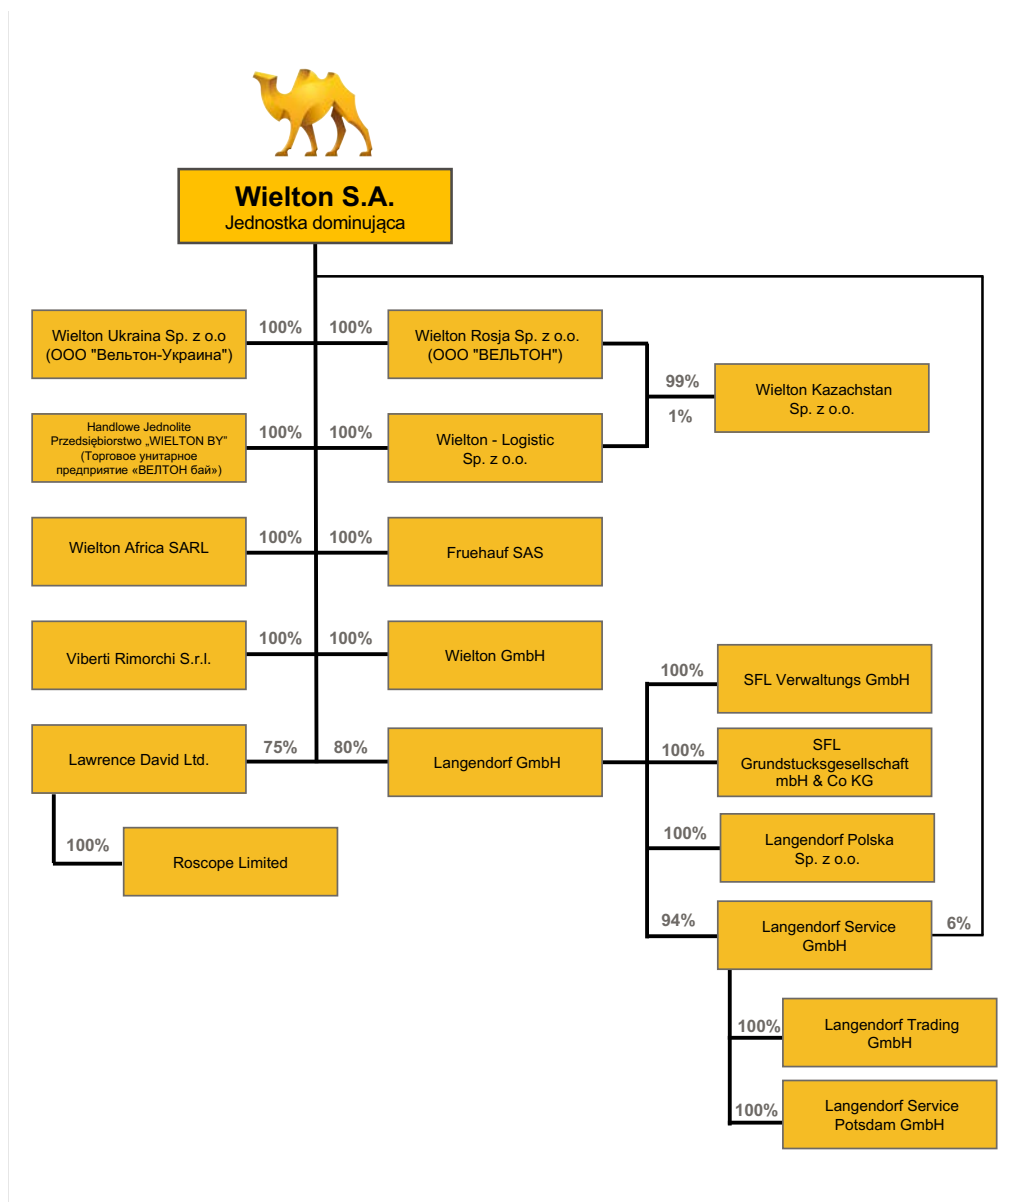 Wielton S.A.
Jednostka dominująca
Wielton Ukraina Sp. z o.o
(OOO "Вельтон-Украина")
100%
100%
Wielton Rosja Sp. z o.o.
(ООО "ВЕЛЬТОН")
99%
1%
Wielton Kazachstan
Sp. z o.o.
Handlowe Jednolite
Przedsiębiorstwo „WIELTON BY”
(Торговое унитарное
предприятие «ВЕЛТОН бай»)
100%
100%
Wielton - Logistic
Sp. z o.o.
Wielton Africa SARL
100%
100%
Fruehauf SAS
Viberti Rimorchi S.r.l.
100%
100%
Wielton GmbH
100%
SFL Verwaltungs GmbH
Lawrence David Ltd.
75%
80%
Langendorf GmbH
100%
SFL
Grundstucksgesellschaft
mbH & Co KG
100%
Roscope Limited
100%
Langendorf Polska
Sp. z o.o.
94%
Langendorf Service
GmbH
6%
100%
Langendorf Trading
GmbH
100%
Langendorf Service
Potsdam GmbH